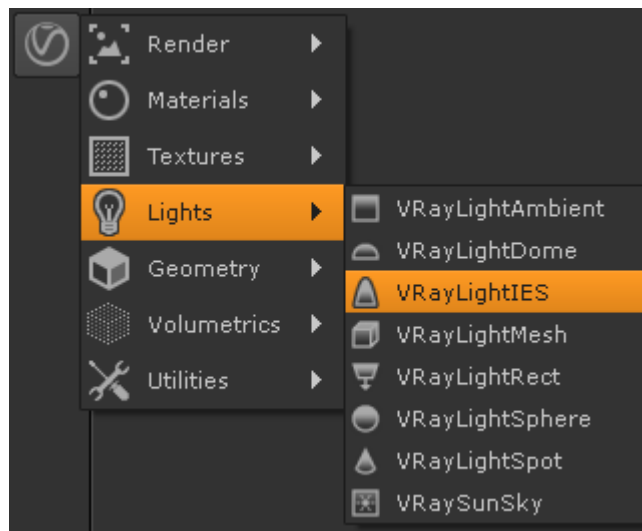 Render
Materials
Textures
Lights
Geometry
Volumetrics
Utilities
VRayLightAmbient
VRayLightDome
VRayLightIES
VRayLightMesh
VRayLightRect
VRayLightSphere
VRayLightSpot
VRaySunSky